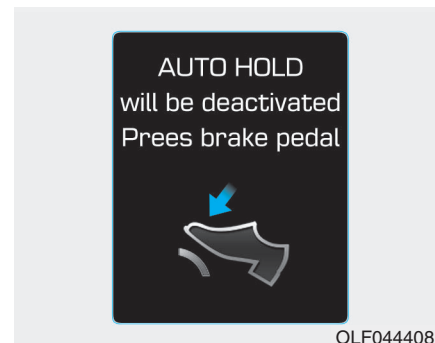 AUTO HOLD
will be deactivated
Prees brake pedal
OLF044408